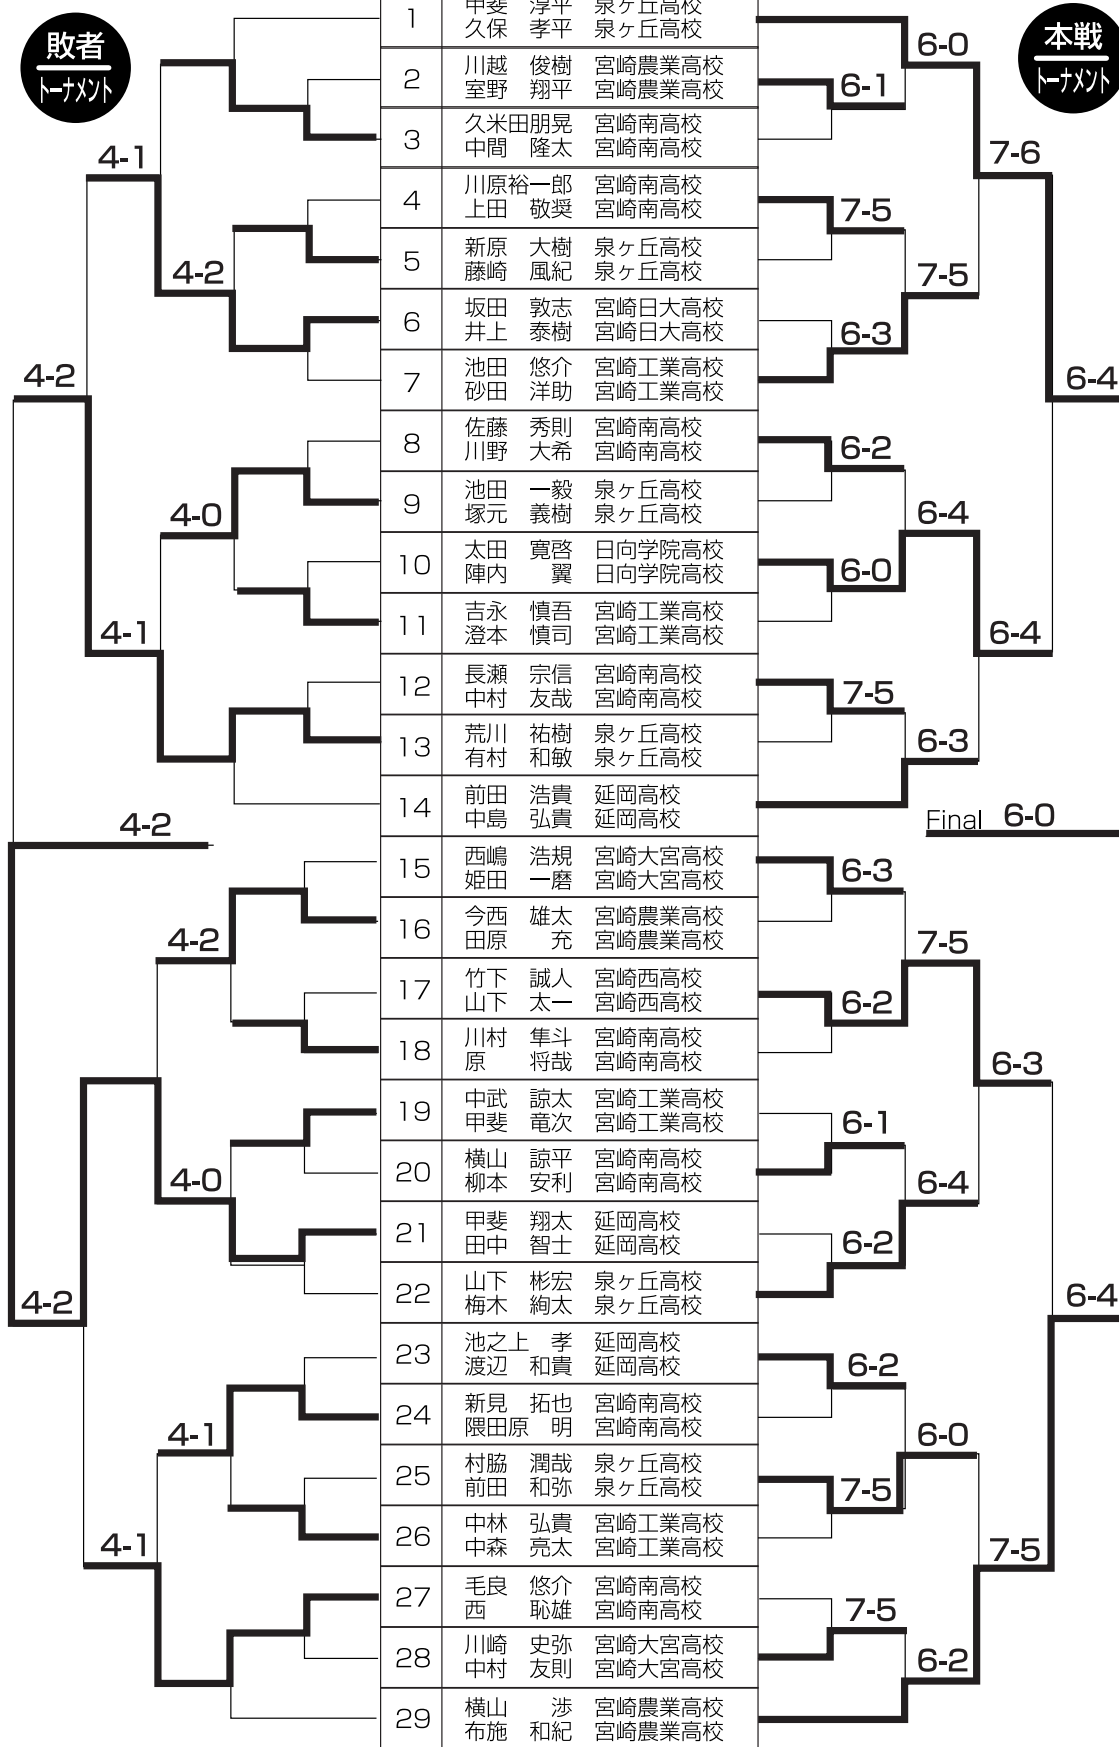 敗者
トーナメント
本戦
トーナメント
1
甲斐 淳平 泉ヶ丘高校
久保 孝平 泉ヶ丘高校
2
川越 俊樹 宮崎農業高校
室野 翔平 宮崎農業高校
3
久米田朋晃 宮崎南高校
中間 隆太 宮崎南高校
4
川原裕一郎 宮崎南高校
上田 敬奨 宮崎南高校
5
新原 大樹 泉ヶ丘高校
藤崎 風紀 泉ヶ丘高校
6
坂田 敦志 宮崎日大高校
井上 泰樹 宮崎日大高校
7
池田 悠介 宮崎工業高校
砂田 洋助 宮崎工業高校
8
佐藤 秀則 宮崎南高校
川野 大希 宮崎南高校
9
池田 一毅 泉ヶ丘高校
塚元 義樹 泉ヶ丘高校
10
太田 寛啓 日向学院高校
陣内 翼 日向学院高校
11
吉永 慎吾 宮崎工業高校
澄本 慎司 宮崎工業高校
12
長瀬 宗信 宮崎南高校
中村 友哉 宮崎南高校
13
荒川 祐樹 泉ヶ丘高校
有村 和敏 泉ヶ丘高校
14
前田 浩貴 延岡高校
中島 弘貴 延岡高校
15
西嶋 浩規 宮崎大宮高校
姫田 一磨 宮崎大宮高校
16
今西 雄太 宮崎農業高校
田原 充 宮崎農業高校
17
竹下 誠人 宮崎西高校
山下 太一 宮崎西高校
18
川村 隼斗 宮崎南高校
原 将哉 宮崎南高校
19
中武 諒太 宮崎工業高校
甲斐 竜次 宮崎工業高校
20
横山 諒平 宮崎南高校
柳本 安利 宮崎南高校
21
甲斐 翔太 延岡高校
田中 智士 延岡高校
22
山下 彬宏 泉ヶ丘高校
梅木 絢太 泉ヶ丘高校
23
池之上 孝 延岡高校
渡辺 和貴 延岡高校
24
新見 拓也 宮崎南高校
隈田原 明 宮崎南高校
25
村脇 潤哉 泉ヶ丘高校
前田 和弥 泉ヶ丘高校
26
中林 弘貴 宮崎工業高校
中森 亮太 宮崎工業高校
27
毛良 悠介 宮崎南高校
西 恥雄 宮崎南高校
28
川崎 史弥 宮崎大宮高校
中村 友則 宮崎大宮高校
29
横山 渉 宮崎農業高校
布施 和紀 宮崎農業高校
4-1
4-2
4-2
4-0
4-1
4-2
4-2
4-0
4-2
4-1
4-1
6-0
6-1
7-6
7-5
7-5
6-3
6-4
6-2
6-4
6-0
6-4
7-5
6-3
Final 6-0
6-3
7-5
6-2
6-3
6-1
6-4
6-2
6-4
6-2
6-0
7-5
7-5
7-5
6-2